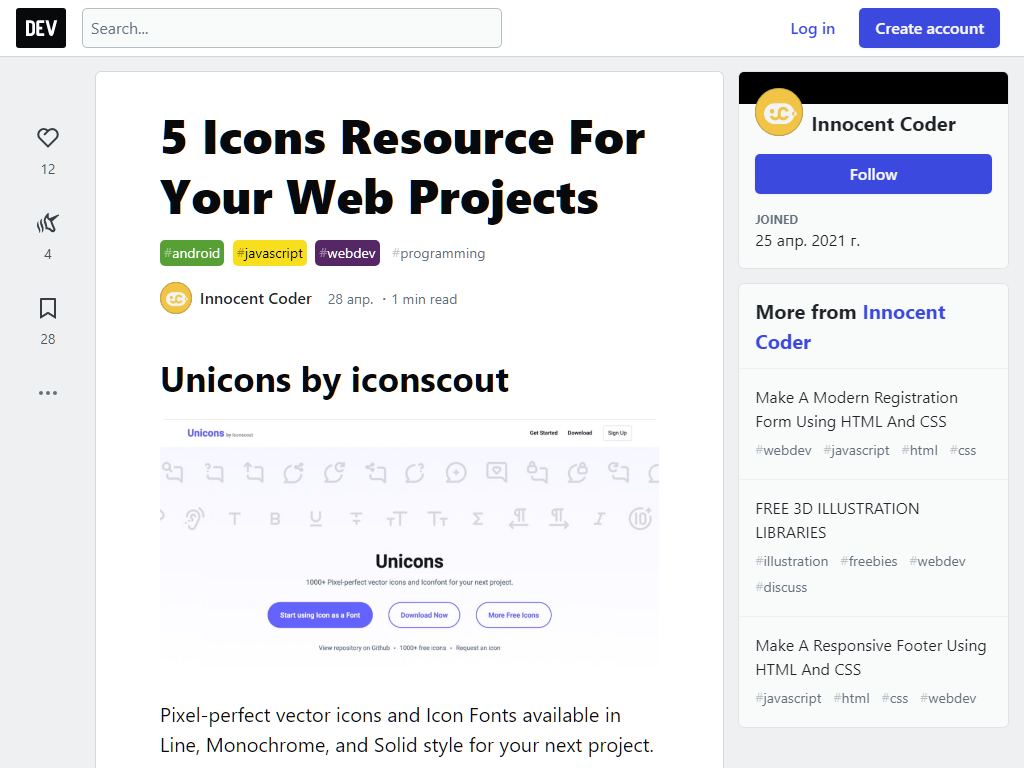 DEV
Search...
Log in
Create account
12
4
28
5 Icons Resource For
Your Web Projects
#android #javascript #webdev #programming
Innocent Coder 28 апр. · 1 min read
Unicons by iconscout
Unicons by Iconscout
Get Started Download Sign Up
Unicons
1000+ Pixel-perfect vector icons and Iconfont for your next project.
Start using Icon as a Font
Download Now
More Free Icons
View repository on Github • 1000+ free icons • Request an icon
Pixel-perfect vector icons and Icon Fonts available in
Line, Monochrome, and Solid style for your next project.
Innocent Coder
Follow
JOINED
25 апр. 2021 г.
More from Innocent
Coder
Make A Modern Registration
Form Using HTML And CSS
#webdev #javascript #html #css
FREE 3D ILLUSTRATION
LIBRARIES
#illustration #freebies #webdev
#discuss
Make A Responsive Footer Using
HTML And CSS
#javascript #html #css #webdev